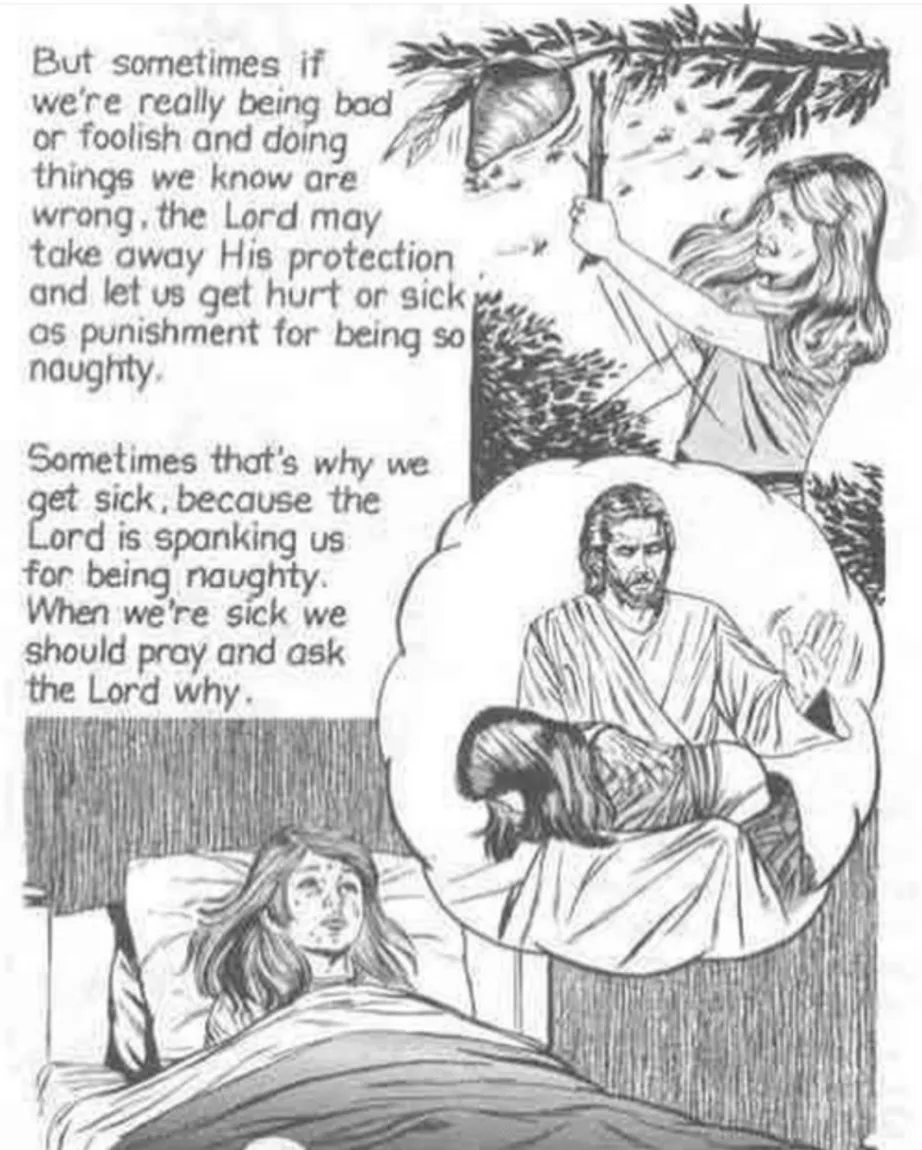 But sometimes if
we're really being bad
or foolish and doing
things we know are
wrong, the Lord may
take away His protection
and let us get hurt or sick
as punishment for being so
naughty.
Sometimes that's why we
get sick, because the
Lord is spanking us
for being naughty.
When we're sick we
should pray and ask
the Lord why.